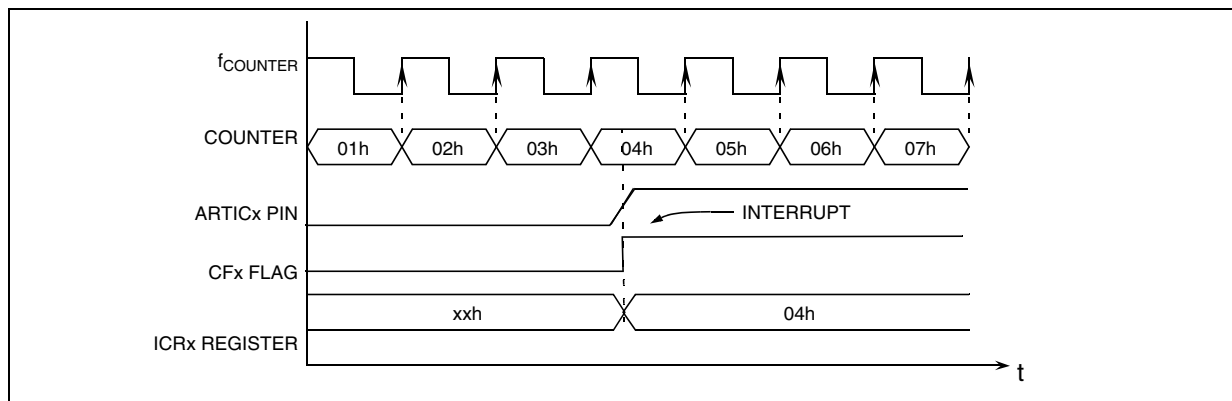 fCOUNTER
COUNTER
01h 02h 03h 04h 05h 06h 07h
ARTICx PIN
INTERRUPT
CFx FLAG
xxh 04h
ICRx REGISTER
t